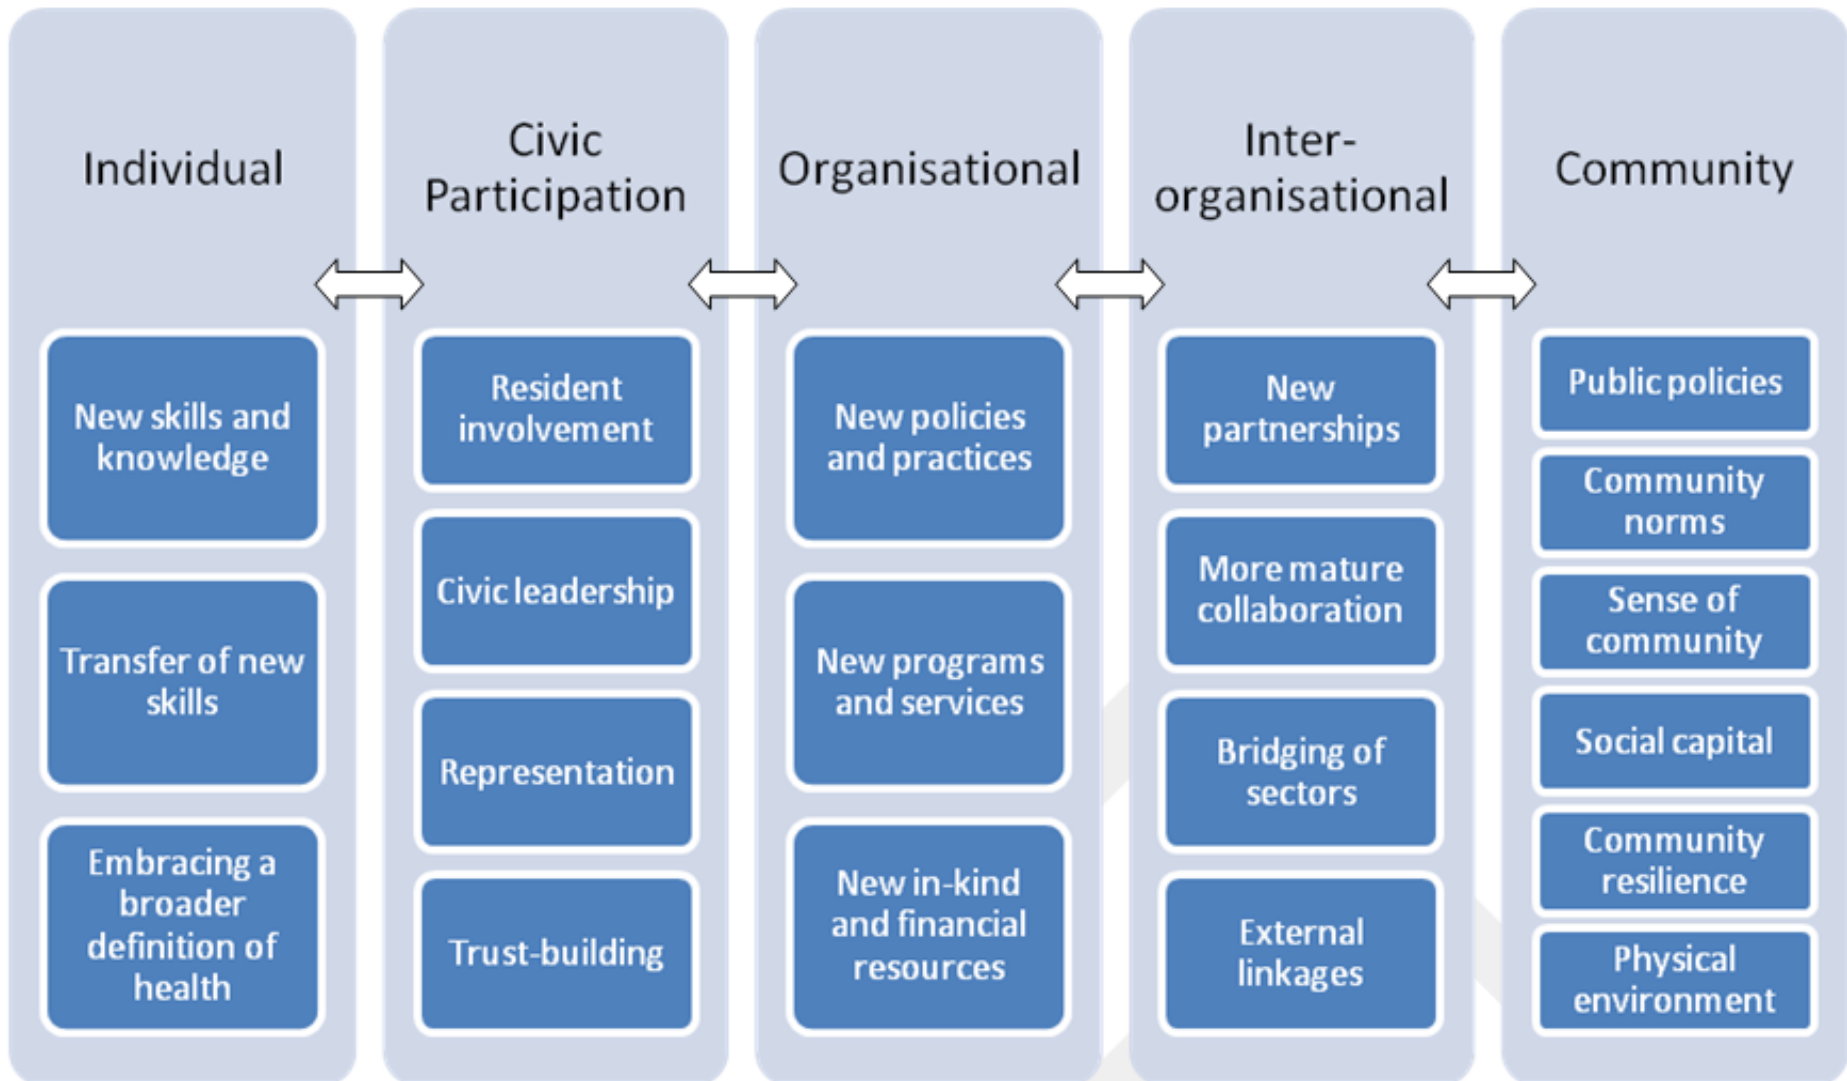 Individual
New skills and
knowledge
Transfer of new
skills
Embracing a
broader
definition of
health
Civic
Participation
Resident
involvement
Civic leadership
Representation
Trust-building
Organisational
New policies
and practices
New programs
and services
New in-kind
and financial
resources
Inter-
organisational
New
partnerships
More mature
collaboration
Bridging of
sectors
External
linkages
Community
Public policies
Community
norms
Sense of
community
Social capital
Community
resilience
Physical
environment